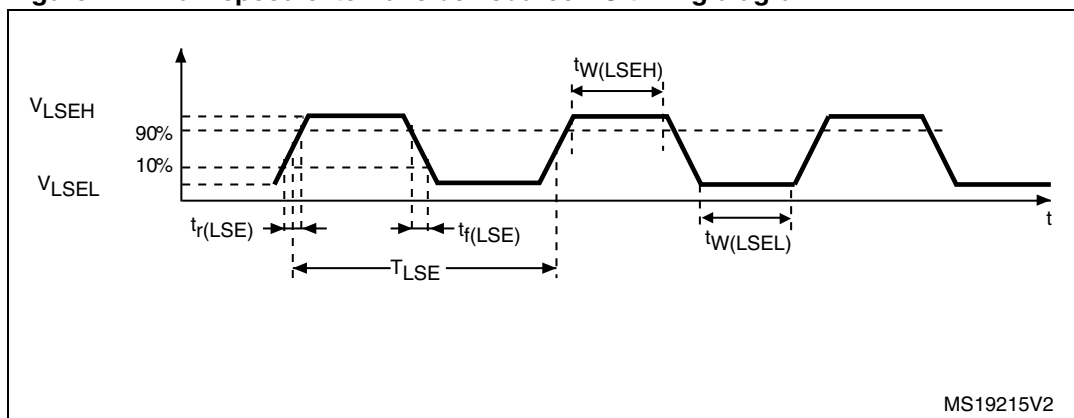 tW(LSEH)
VLSEH
90%
10%
VLSEL
tr(LSE)
tf(LSE)
tW(LSEL)
t
TLSE
MS19215V2